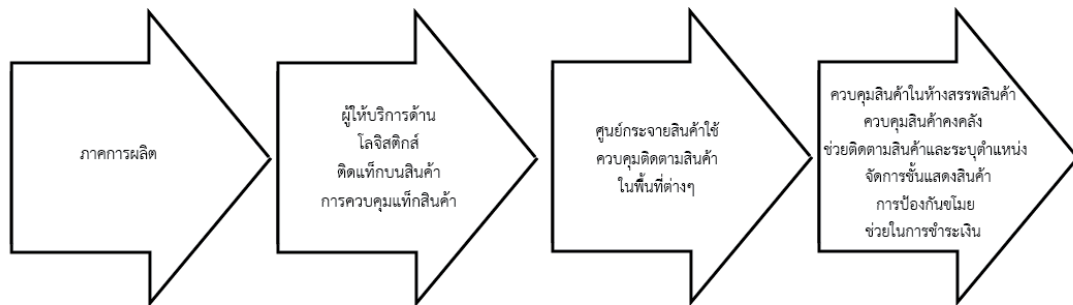 ภาคการผลิต
ผู้ให้บริการด้าน
โลจิสติกส์
ติดแท็กบนสินค้า
การควบคุมแท็กสินค้า
ศูนย์กระจายสินค้าใช้
ควบคุมติดตามสินค้า
ในพื้นที่ต่างๆ
ควบคุมสินค้าในห้างสรรพสินค้า
ควบคุมสินค้าคงคลัง
ช่วยติดตามสินค้าและระบุตำแหน่ง
จัดการชั้นแสดงสินค้า
การป้องกันขโมย
ช่วยในการชำระเงิน